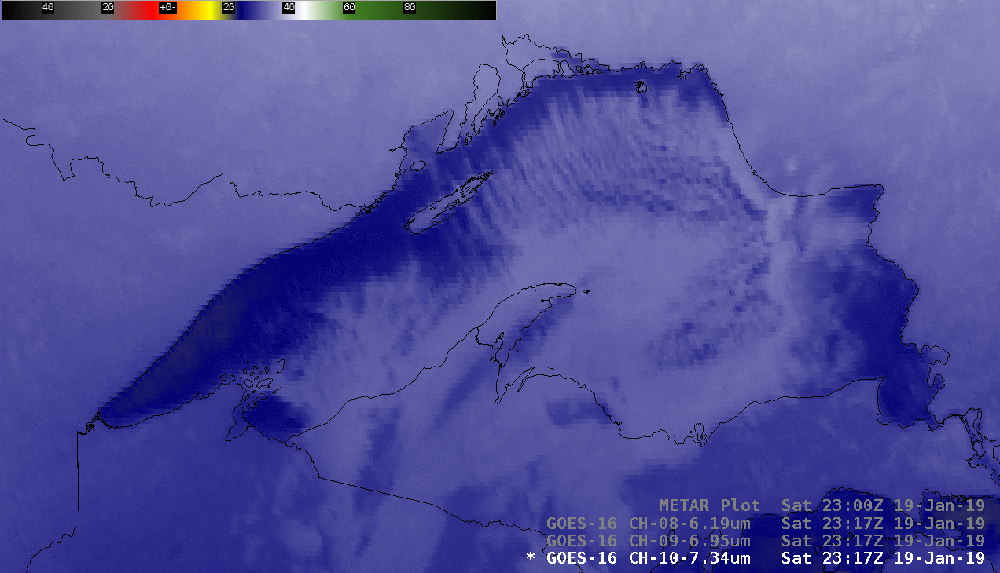 40 20 +0- 20 40 60 80
METAR Plot Sat 23:00Z 19-Jan-19
GOES-16 CH-08-6.19um Sat 23:17Z 19-Jan-19
GOES-16 CH-09-6.95um Sat 23:17Z 19-Jan-19
* GOES-16 CH-10-7.34um Sat 23:17Z 19-Jan-19